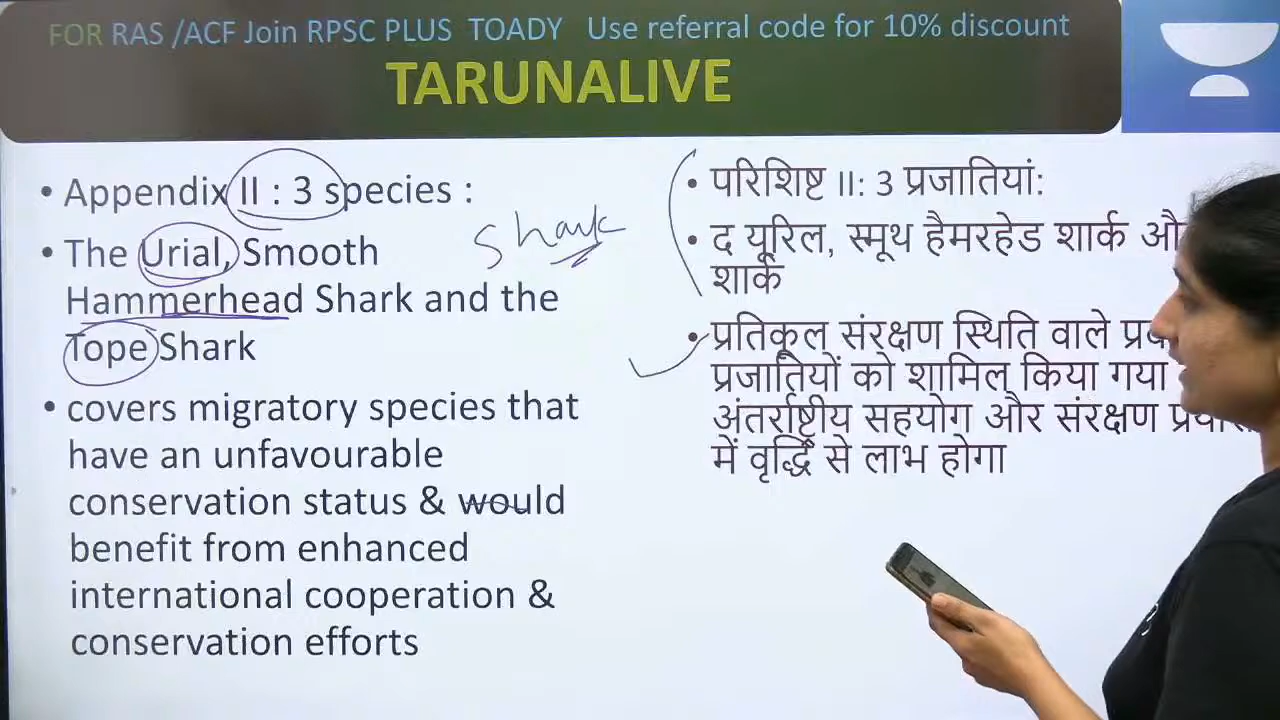 FOR RAS /ACF Join RPSC PLUS TOADY Use referral code for 10% discount
TARUNALIVE
• Appendix II : 3 species :
• The Urial, Smooth
Hammerhead Shark and the
Tope Shark
shark
• covers migratory species that
have an unfavourable
conservation status & would
benefit from enhanced
international cooperation &
conservation efforts
• परिशिष्ट II: 3 प्रजातियां:
• द यूरिल, स्मूथ हैमरहेड शार्क
शार्क
• प्रतिकूल संरक्षण स्थिति वाले
प्रजातियों को शामिल किया गया
अंतर्राष्ट्रीय सहयोग और संरक्षण
में वृद्धि से लाभ होगा